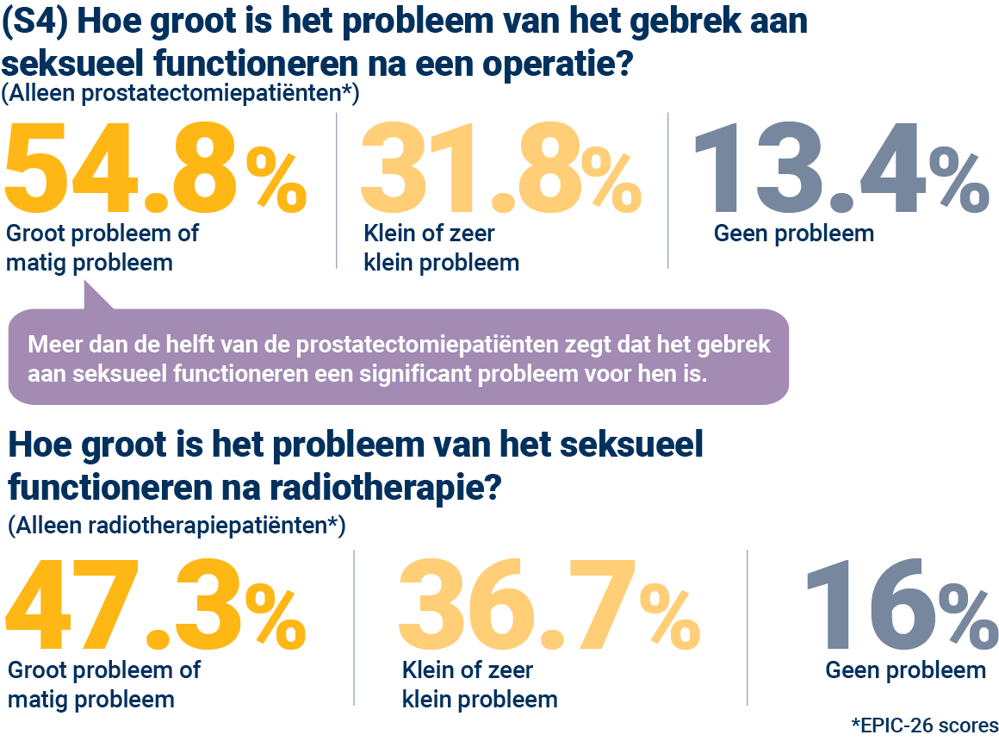 (S4) Hoe groot is het probleem van het gebrek aan
seksueel functioneren na een operatie?
(Alleen prostatectomiepatiënten*)
54.8% 31.8% 13.4%
Groot probleem of Klein of zeer Geen probleem
matig probleem klein probleem
Meer dan de helft van de prostatectomiepatiënten zegt dat het gebrek
aan seksueel functioneren een significant probleem voor hen is.
Hoe groot is het probleem van het seksueel
functioneren na radiotherapie?
(Alleen radiotherapiepatiënten*)
47.3% 36.7% 16%
Groot probleem of Klein of zeer Geen probleem
matig probleem klein probleem
*EPIC-26 scores